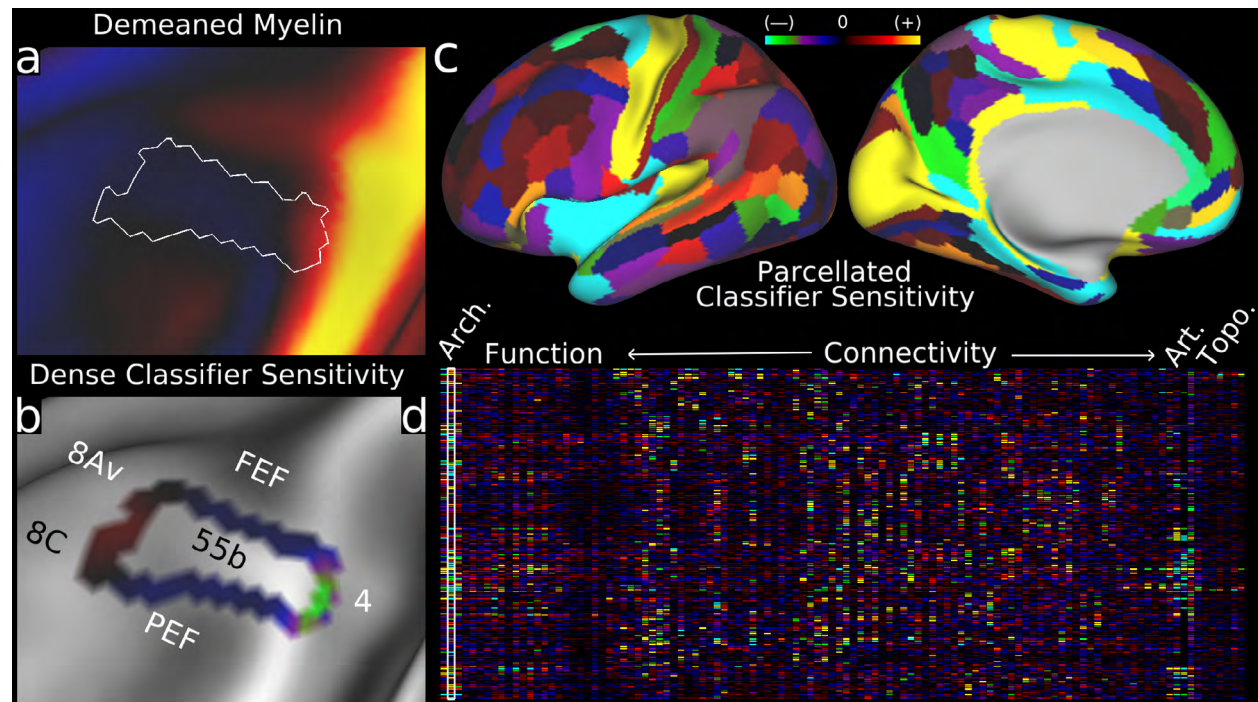 Demeaned Myelin
a
c
(—) 0 (+)
Parcellated
Classifier Sensitivity
Dense Classifier Sensitivity
b
8Av
FEF
8C
55b
4
PEF
d
Arch.
Function
Connectivity
Art.
Topo.